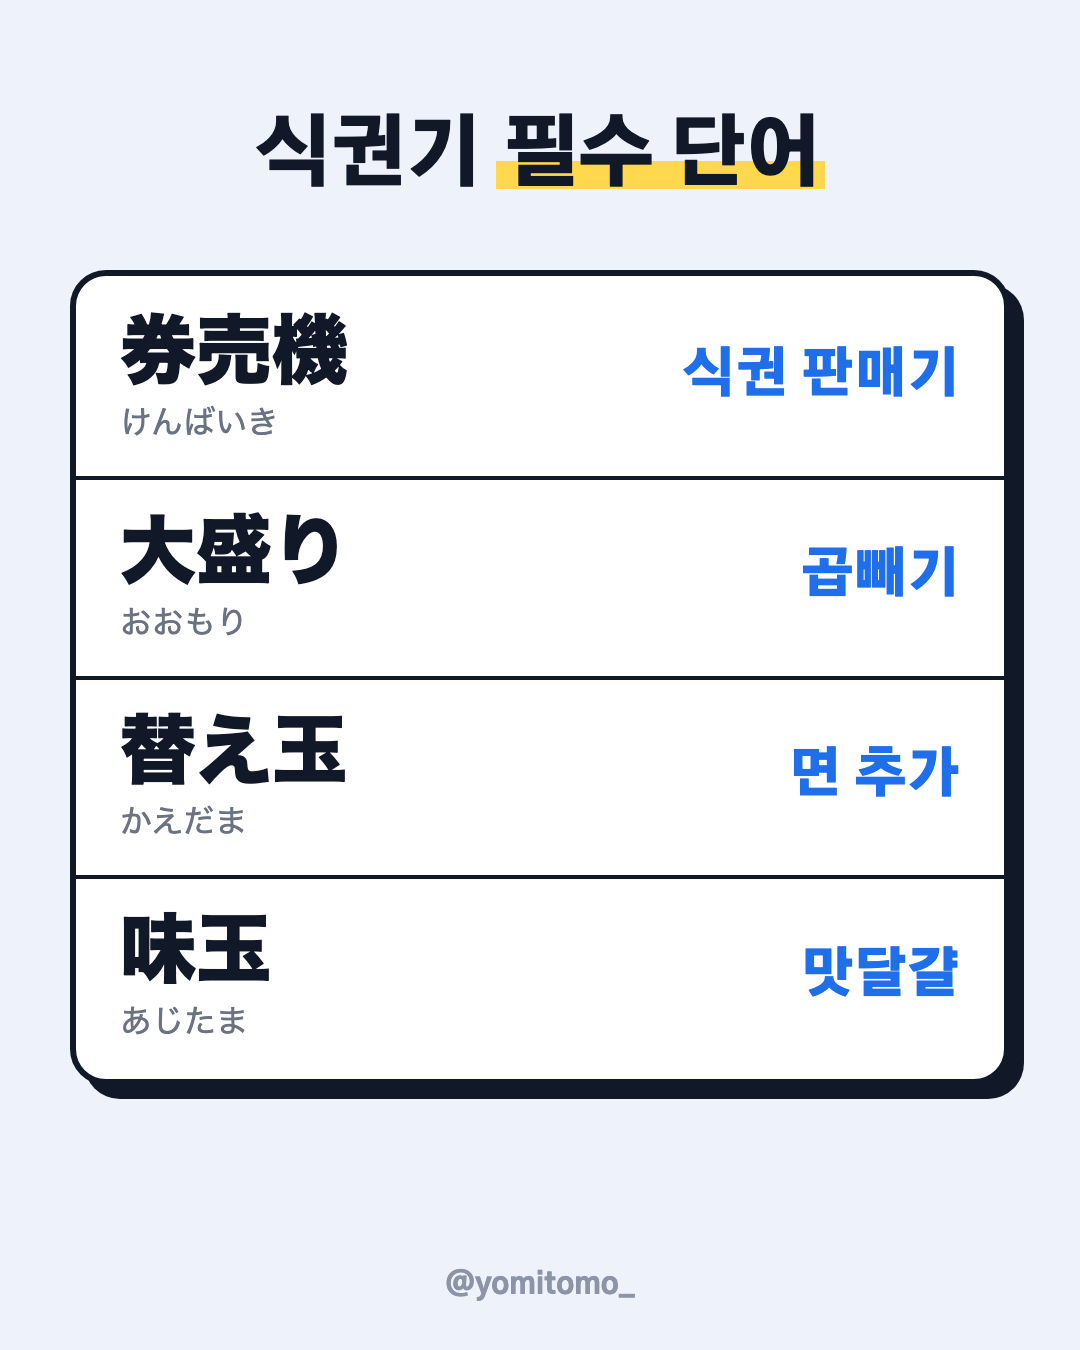 식권기 필수 단어
券売機
けんばいき
식권 판매기
大盛り
おおもり
곱빼기
替え玉
かえだま
면 추가
味玉
あじたま
맛달걀
@yomitomo_